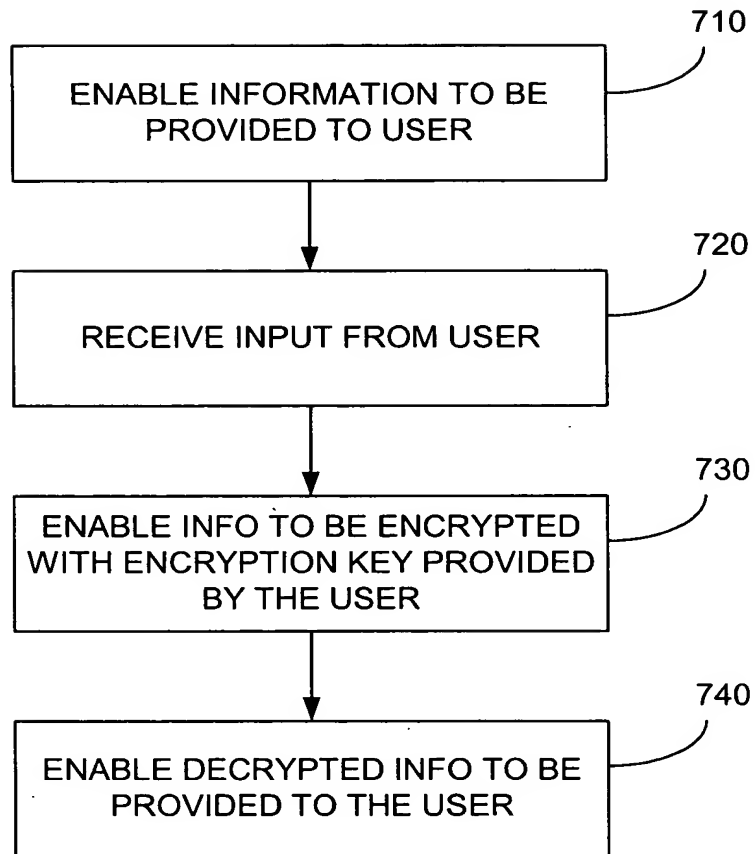 710
ENABLE INFORMATION TO BE
PROVIDED TO USER
720
RECEIVE INPUT FROM USER
730
ENABLE INFO TO BE ENCRYPTED
WITH ENCRYPTION KEY PROVIDED
BY THE USER
740
ENABLE DECRYPTED INFO TO BE
PROVIDED TO THE USER